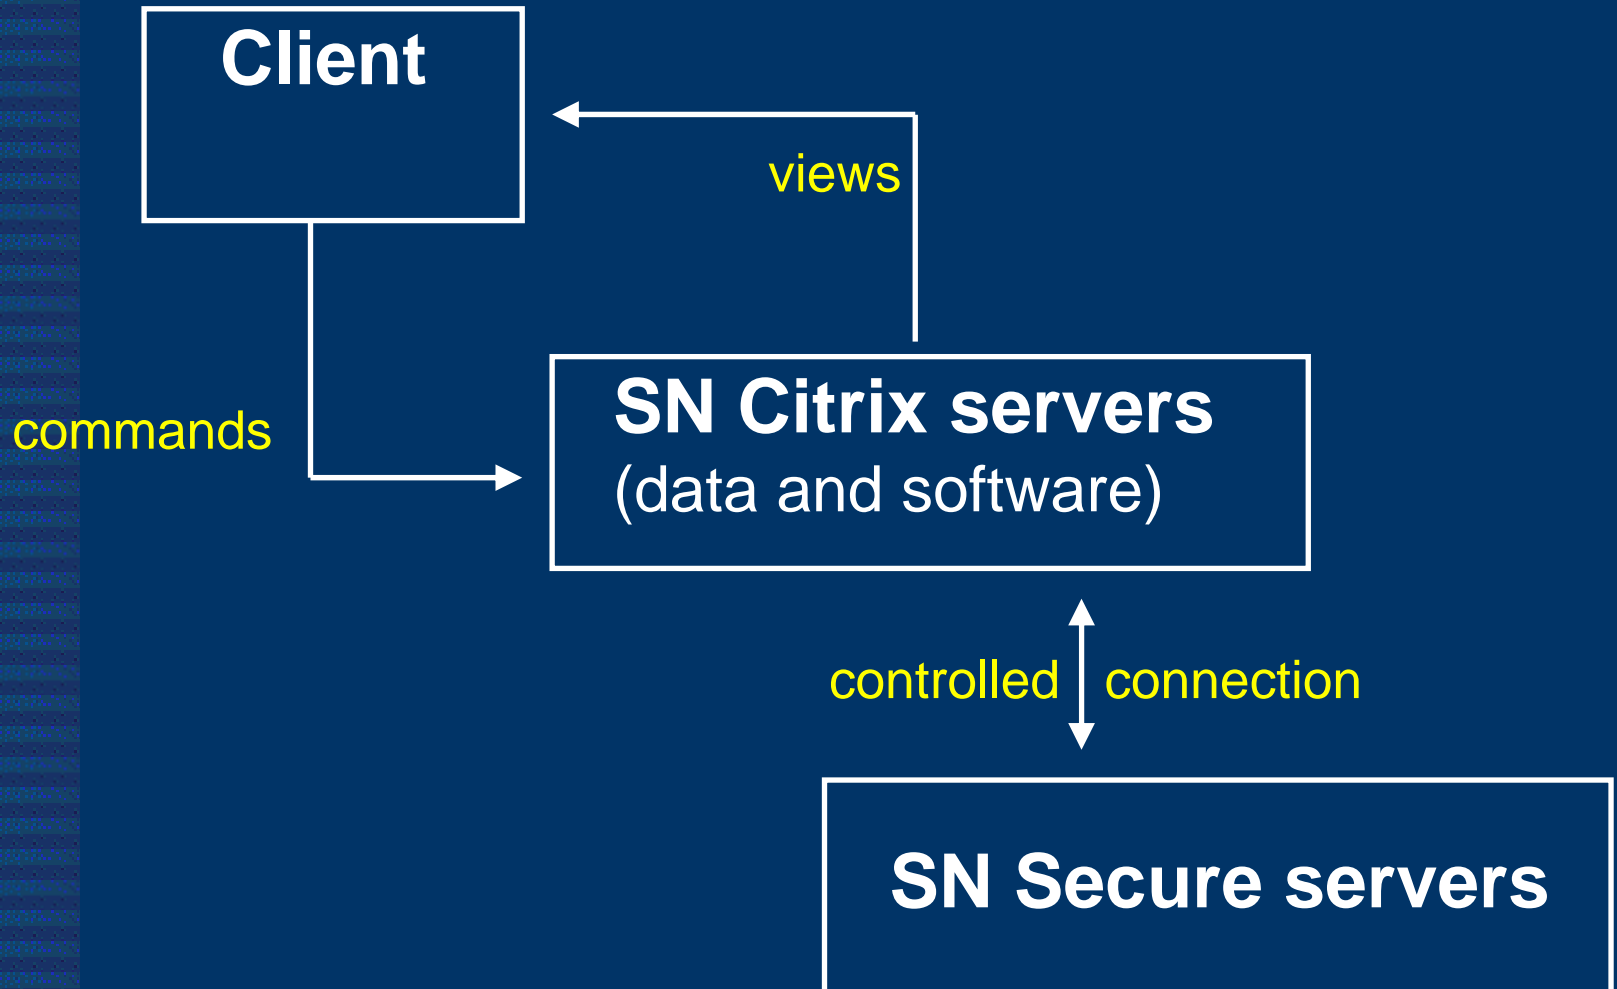 Client
views
commands
SN Citrix servers
(data and software)
controlled connection
SN Secure servers